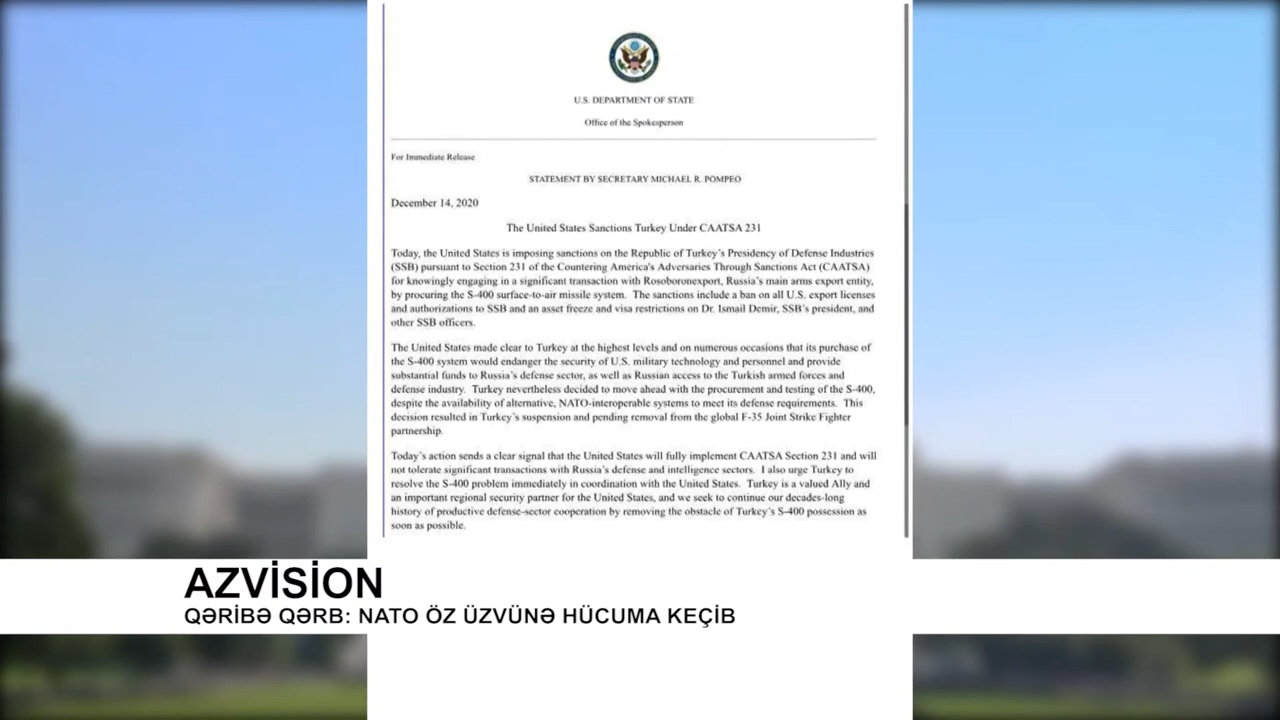 U.S. DEPARTMENT OF STATE
Office of the Spokesperson
For Immediate Release
STATEMENT BY SECRETARY MICHAEL R. POMPEO
December 14, 2020
The United States Sanctions Turkey Under CAATSA 231
Today, the United States is imposing sanctions on the Republic of Turkey's Presidency of Defense Industries
(SSB) pursuant to Section 231 of the Countering America's Adversaries Through Sanctions Act (CAATSA)
for knowingly engaging in a significant transaction with Rosoboronexport, Russia's main arms export entity,
by procuring the S-400 surface-to-air missile system. The sanctions include a ban on all U.S. export licenses
and authorizations to SSB and an asset freeze and visa restrictions on Dr. Ismail Demir, SSB's president, and
other SSB officers.
The United States made clear to Turkey at the highest levels and on numerous occasions that its purchase of
the S-400 system would endanger the security of U.S. military technology and personnel and provide
substantial funds to Russia's defense sector, as well as Russian access to the Turkish armed forces and
defense industry. Turkey nevertheless decided to move ahead with the procurement and testing of the S-400,
despite the availability of alternative, NATO-interoperable systems to meet its defense requirements. This
decision resulted in Turkey's suspension and pending removal from the global F-35 Joint Strike Fighter
partnership.
Today's action sends a clear signal that the United States will fully implement CAATSA Section 231 and will
not tolerate significant transactions with Russia's defense and intelligence sectors. I also urge Turkey to
resolve the S-400 problem immediately in coordination with the United States. Turkey is a valued Ally and
an important regional security partner for the United States, and we seek to continue our decades-long
history of productive defense-sector cooperation by removing the obstacle of Turkey's S-400 possession as
soon as possible.
AZVİSİON
QƏRİBƏ QƏRB: NATO ÖZ ÜZVÜNƏ HÜCUMA KEÇİB